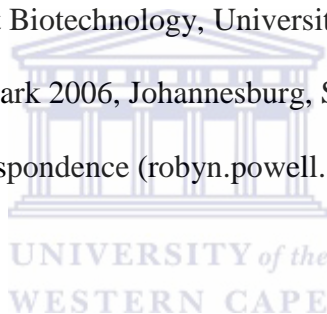 t Biotechnology, Universit
ark 2006, Johannesburg, S
spondence (robyn.powell.
UNIVERSITY of the
WESTERN CAPE